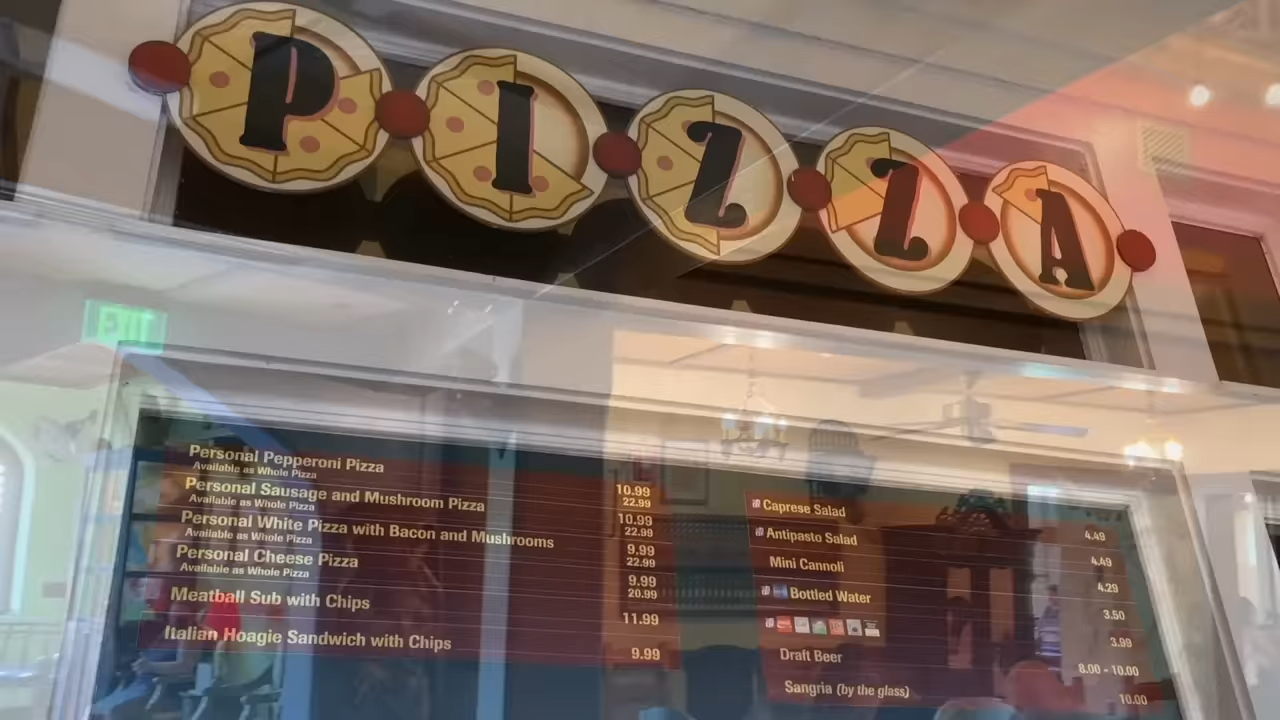 PIZZA
EXIT
Personal Pepperoni Pizza 10.99
Available as Whole Pizza 22.99
Personal Sausage and Mushroom Pizza 10.99
Available as Whole Pizza 22.99
Personal White Pizza with Bacon and Mushrooms 9.99
Available as Whole Pizza 22.99
Personal Cheese Pizza 9.99
Available as Whole Pizza 20.99
Meatball Sub with Chips 11.99
Italian Hoagie Sandwich with Chips 9.99
Caprese Salad 4.49
Antipasto Salad 4.49
Mini Cannoli 4.29
Bottled Water 3.50
3.99
Draft Beer 8.00 - 10.00
Sangria (by the glass) 10.00